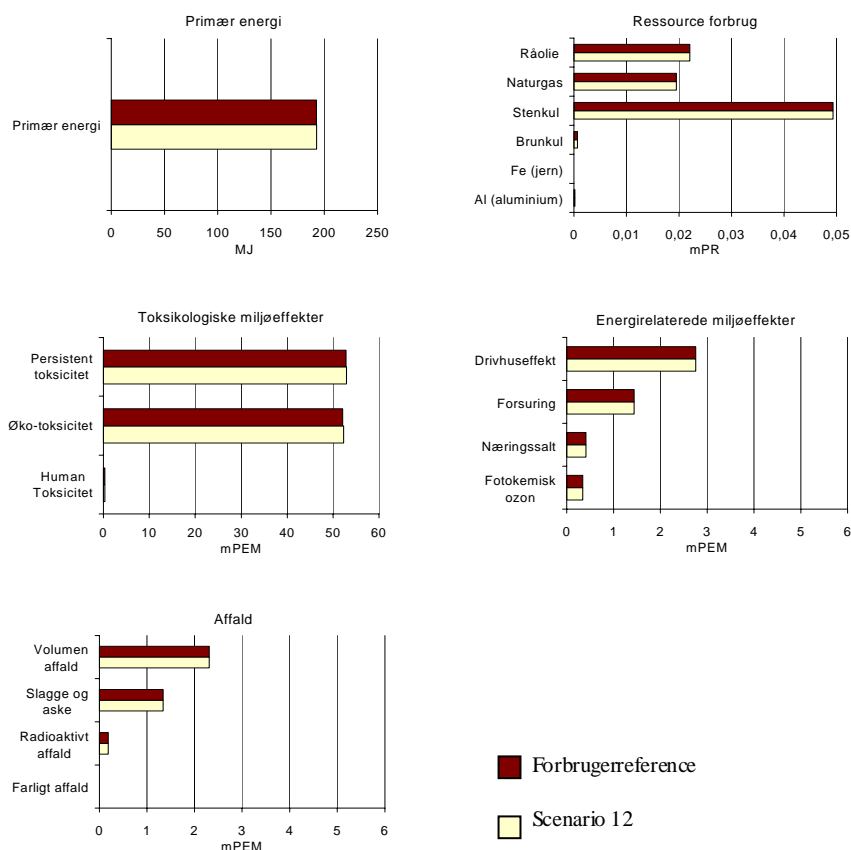 Primær energi
Primær energi
0 50 100 150 200 250
MJ
Ressource forbrug
Råolie
Naturgas
Stenkul
Brunkul
Fe (jern)
Al (aluminium)
0 0,01 0,02 0,03 0,04 0,05
mPR
Toksikologiske miljøeffekter
Persistent
toksicitet
Øko-toksicitet
Human
Toksicitet
0 10 20 30 40 50 60
mPEM
Energirelaterede miljøeffekter
Drivhuseffekt
Forsuring
Næringssalt
Fotokemisk
ozon
0 1 2 3 4 5 6
mPEM
Affald
Volumen
affald
Slagge og
aske
Radioaktivt
affald
Farligt affald
0 1 2 3 4 5 6
mPEM
Forbrugerreference
Scenario 12